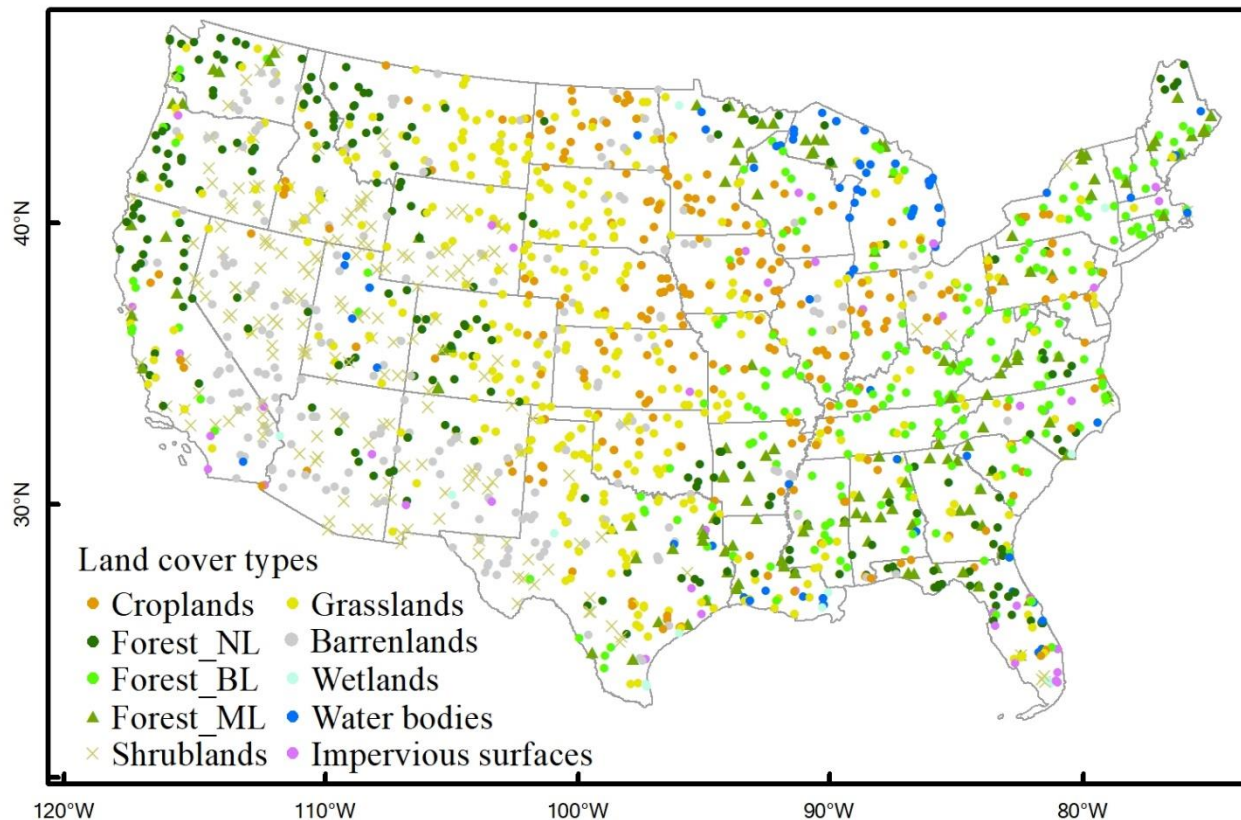 40°N
30°N
Land cover types
Croplands
Grasslands
Forest_NL
Barrenlands
Forest_BL
Wetlands
Forest_ML
Water bodies
Shrublands
Impervious surfaces
120°W
110°W
100°W
90°W
80°W